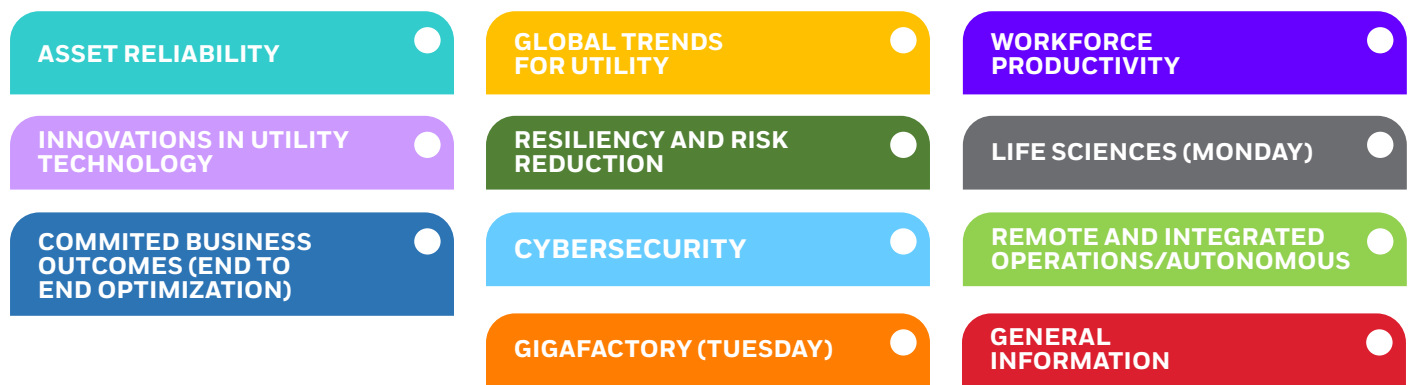 ASSET RELIABILITY
GLOBAL TRENDS
FOR UTILITY
WORKFORCE
PRODUCTIVITY
INNOVATIONS IN UTILITY
TECHNOLOGY
RESILIENCY AND RISK
REDUCTION
LIFE SCIENCES (MONDAY)
COMMITED BUSINESS
OUTCOMES (END TO
END OPTIMIZATION)
CYBERSECURITY
REMOTE AND INTEGRATED
OPERATIONS/AUTONOMOUS
GIGAFACTORY (TUESDAY)
GENERAL
INFORMATION